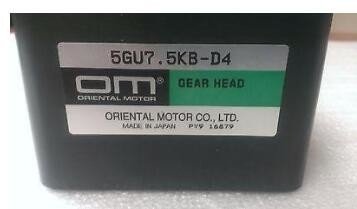 5GU7.5KB-D4
OM® GEAR HEAD
ORIENTAL MOTOR
ORIENTAL MOTOR CO., LTD.
MADE IN JAPAN PY9 16879